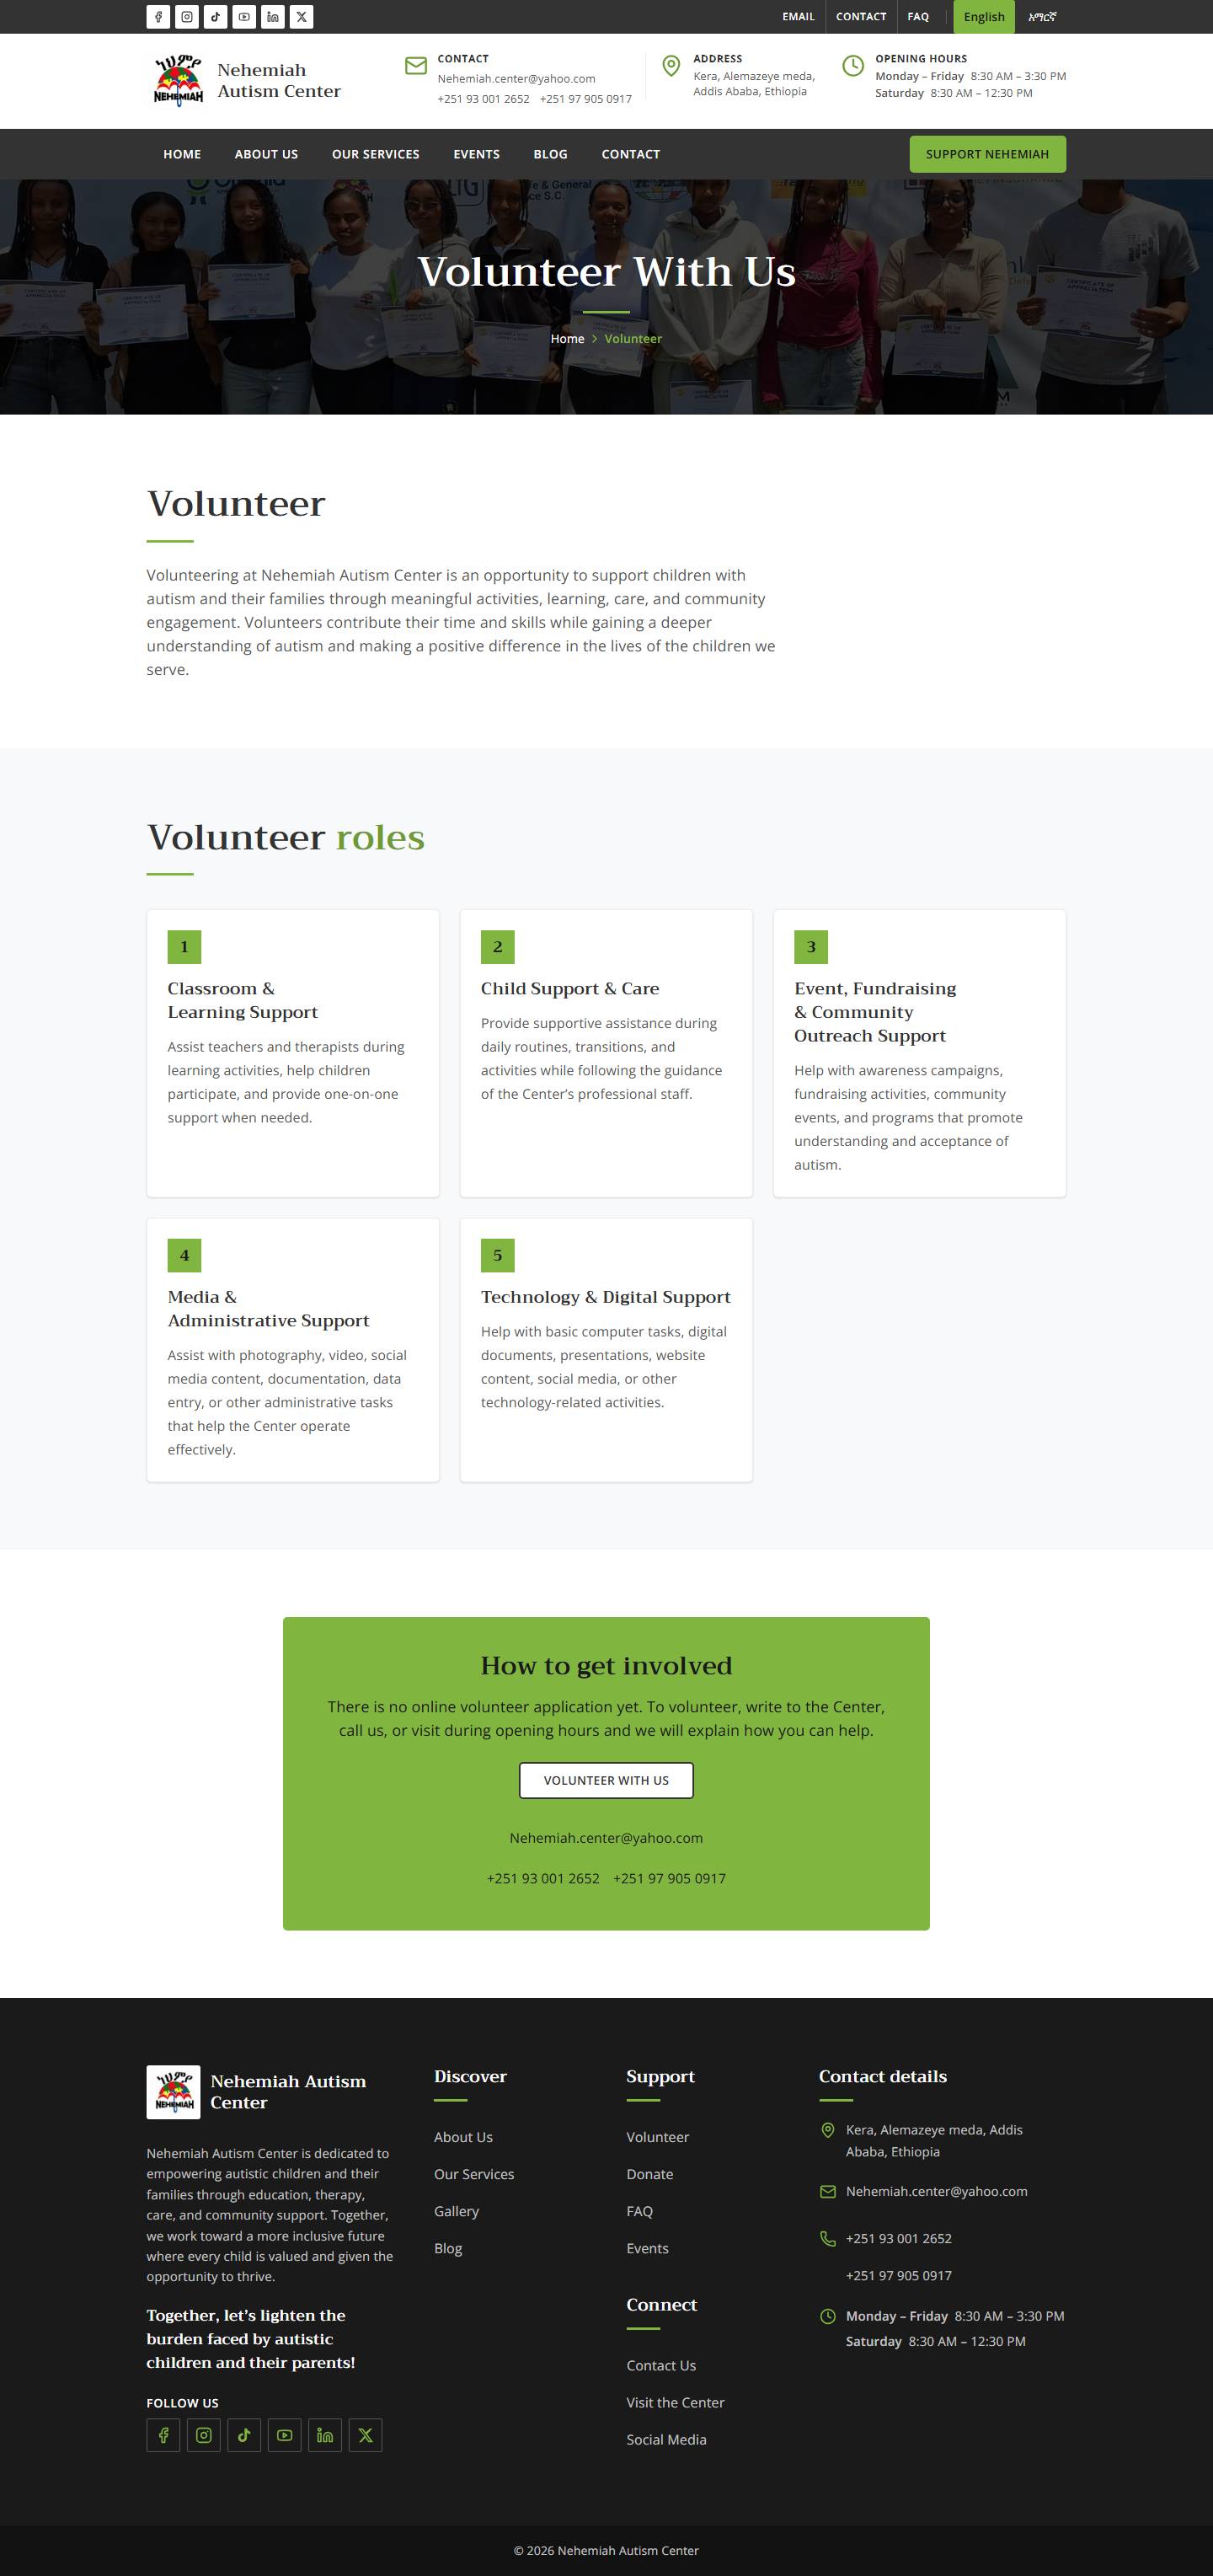 EMAIL CONTACT FAQ English አማርኛ
ነህምያ
NEHEMIAH
Nehemiah
Autism Center
CONTACT
Nehemiah.center@yahoo.com
+251 93 001 2652 +251 97 905 0917
ADDRESS
Kera, Alemazeye meda,
Addis Ababa, Ethiopia
OPENING HOURS
Monday – Friday 8:30 AM – 3:30 PM
Saturday 8:30 AM – 12:30 PM
HOME ABOUT US OUR SERVICES EVENTS BLOG CONTACT SUPPORT NEHEMIAH
Volunteer With Us
Home > Volunteer
Volunteer
Volunteering at Nehemiah Autism Center is an opportunity to support children with
autism and their families through meaningful activities, learning, care, and community
engagement. Volunteers contribute their time and skills while gaining a deeper
understanding of autism and making a positive difference in the lives of the children we
serve.
Volunteer roles
1
Classroom &
Learning Support
Assist teachers and therapists during
learning activities, help children
participate, and provide one-on-one
support when needed.
2
Child Support & Care
Provide supportive assistance during
daily routines, transitions, and
activities while following the guidance
of the Center’s professional staff.
3
Event, Fundraising
& Community
Outreach Support
Help with awareness campaigns,
fundraising activities, community
events, and programs that promote
understanding and acceptance of
autism.
4
Media &
Administrative Support
Assist with photography, video, social
media content, documentation, data
entry, or other administrative tasks
that help the Center operate
effectively.
5
Technology & Digital Support
Help with basic computer tasks, digital
documents, presentations, website
content, social media, or other
technology-related activities.
How to get involved
There is no online volunteer application yet. To volunteer, write to the Center,
call us, or visit during opening hours and we will explain how you can help.
VOLUNTEER WITH US
Nehemiah.center@yahoo.com
+251 93 001 2652 +251 97 905 0917
ነህምያ
NEHEMIAH
Nehemiah Autism
Center
Nehemiah Autism Center is dedicated to
empowering autistic children and their
families through education, therapy,
care, and community support. Together,
we work toward a more inclusive future
where every child is valued and given the
opportunity to thrive.
Together, let’s lighten the
burden faced by autistic
children and their parents!
FOLLOW US
Discover
About Us
Our Services
Gallery
Blog
Support
Volunteer
Donate
FAQ
Events
Connect
Contact Us
Visit the Center
Social Media
Contact details
Kera, Alemazeye meda, Addis
Ababa, Ethiopia
Nehemiah.center@yahoo.com
+251 93 001 2652
+251 97 905 0917
Monday – Friday 8:30 AM – 3:30 PM
Saturday 8:30 AM – 12:30 PM
© 2026 Nehemiah Autism Center